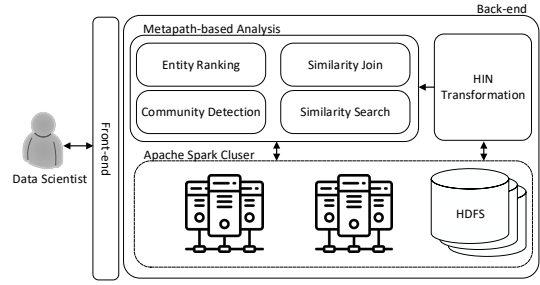 Back-end
Metapath-based Analysis
Entity Ranking
Similarity Join
Community Detection
Similarity Search
HIN
Transformation
Front-end
Data Scientist
Apache Spark Cluser
HDFS